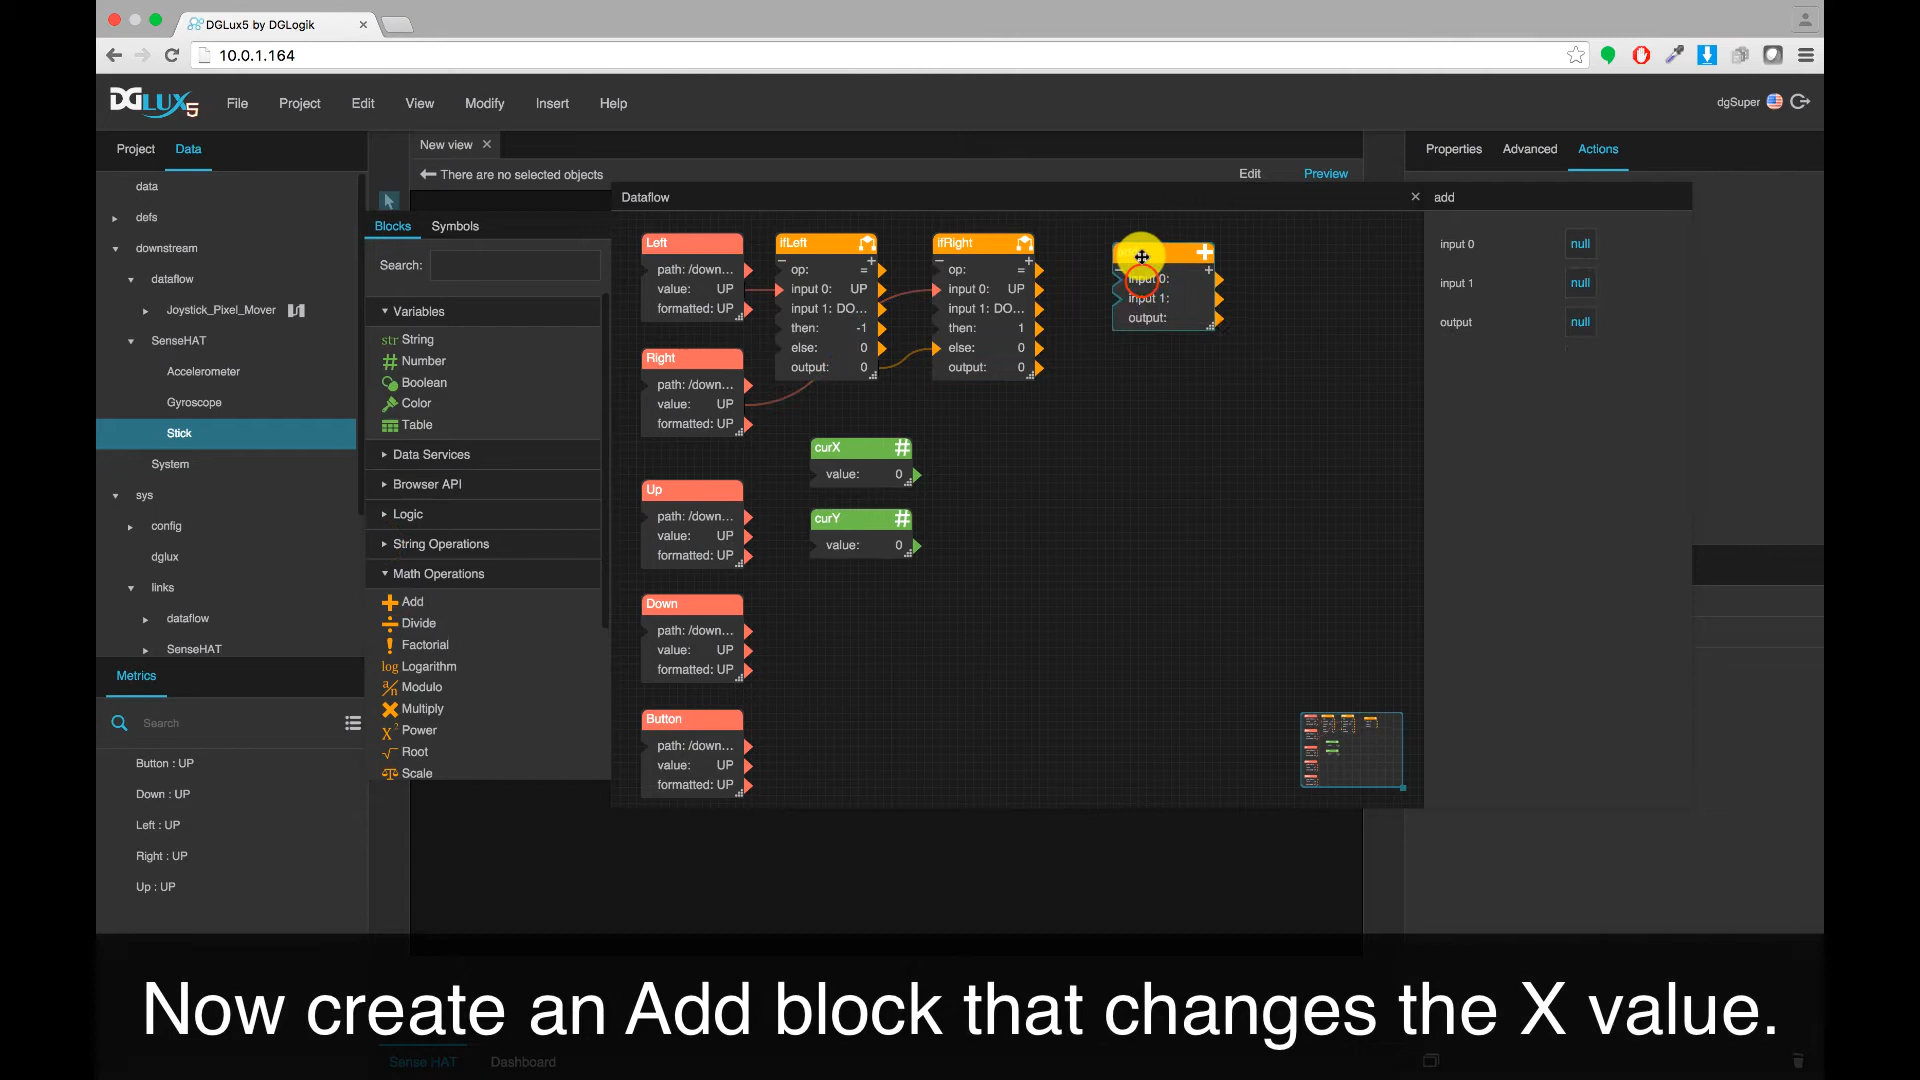 DGLux5 by DGLogik
10.0.1.164
DGLUX5
File
Project
Edit
View
Modify
Insert
Help
dgSuper
Project
Data
New view
There are no selected objects
Edit
Preview
Properties
Advanced
Actions
data
defs
downstream
dataflow
Joystick_Pixel_Mover
SenseHAT
Accelerometer
Gyroscope
Stick
System
sys
config
dglux
links
dataflow
SenseHAT
Metrics
Search
Button : UP
Down : UP
Left : UP
Right : UP
Up : UP
Blocks
Symbols
Search:
Variables
str String
# Number
Boolean
Color
Table
Data Services
Browser API
Logic
String Operations
Math Operations
Add
Divide
Factorial
log Logarithm
a/n Modulo
Multiply
X² Power
Root
Scale
Dataflow
Left
path: /down...
value: UP
formatted: UP
ifLeft
op: =
input 0: UP
input 1: DO...
then: -1
else: 0
output: 0
ifRight
op: =
input 0: UP
input 1: DO...
then: 1
else: 0
output: 0
input 0:
input 1:
output:
Right
path: /down...
value: UP
formatted: UP
curX #
value: 0
curY #
value: 0
Up
path: /down...
value: UP
formatted: UP
Down
path: /down...
value: UP
formatted: UP
Button
path: /down...
value: UP
formatted: UP
add
input 0 null
input 1 null
output null
Now create an Add block that changes the X value.
Sense HAT
Dashboard